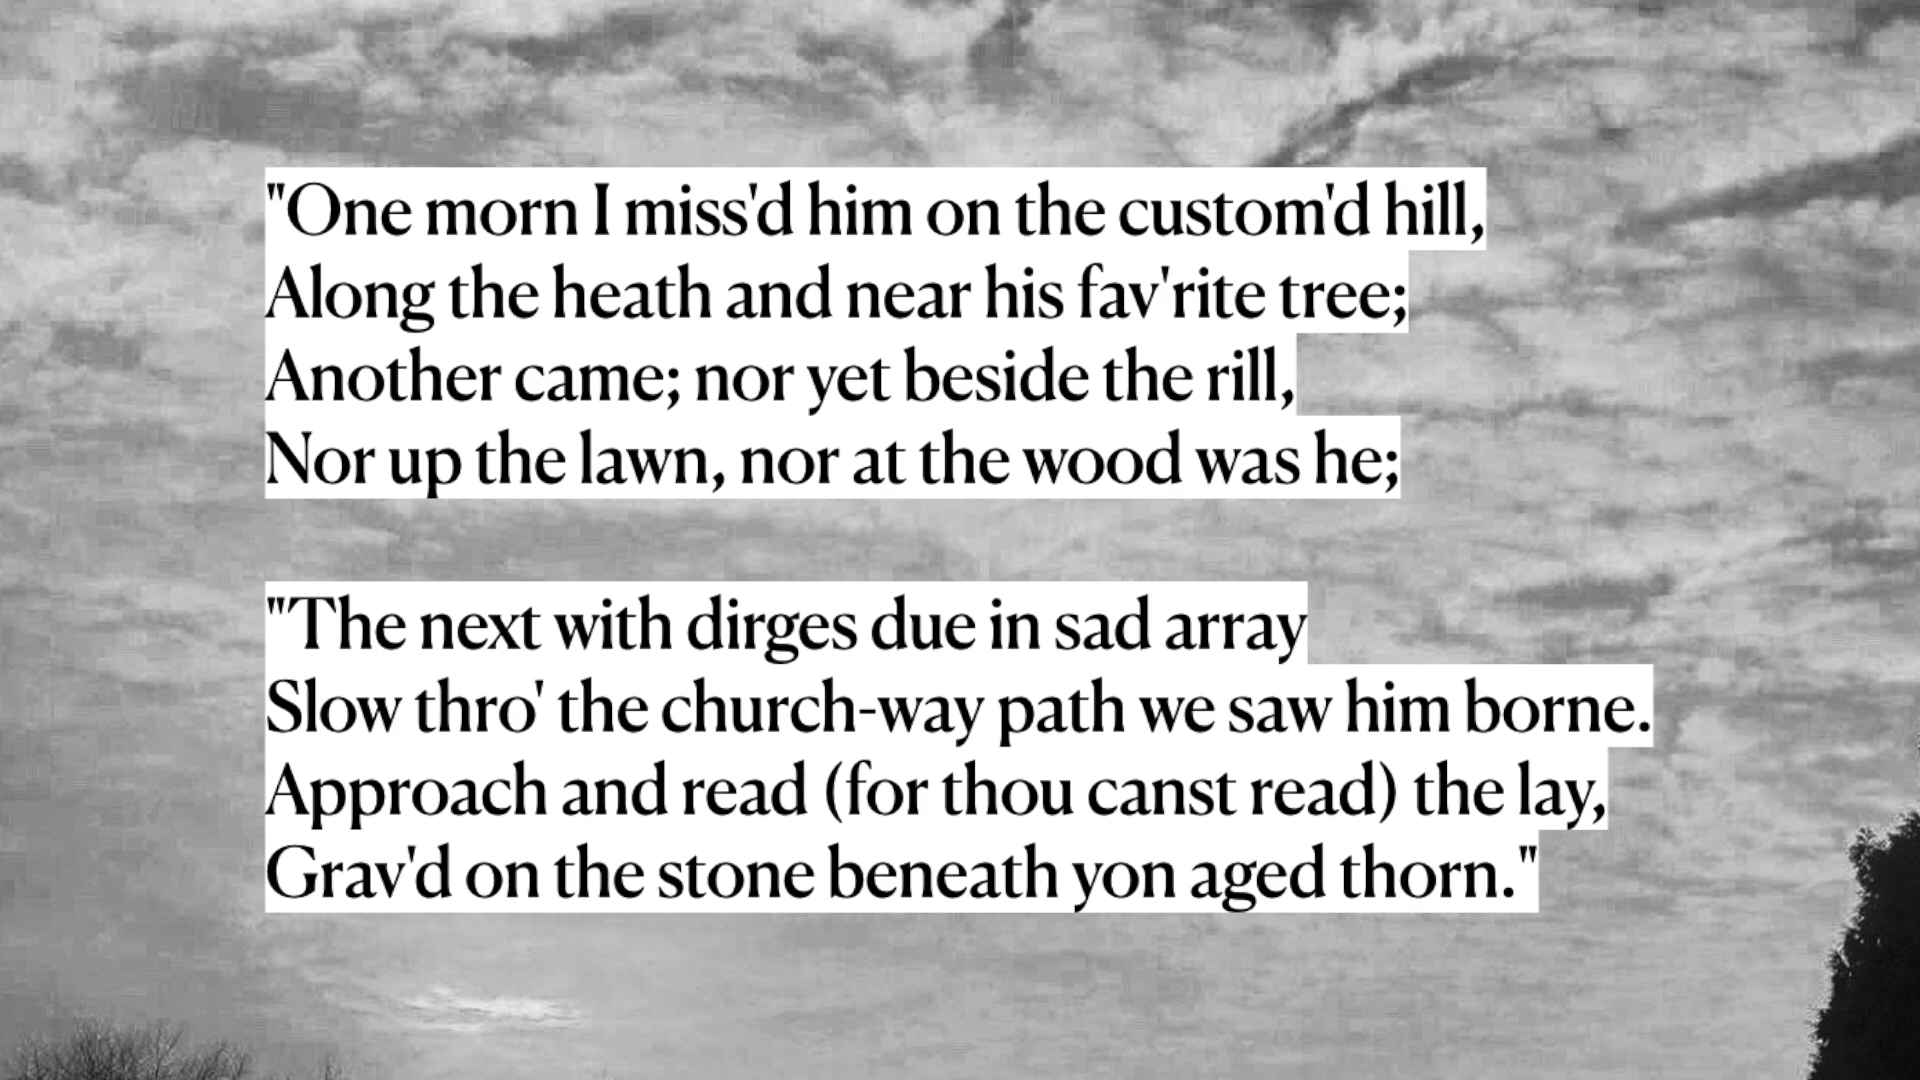 "One morn I miss'd him on the custom'd hill,
Along the heath and near his fav'rite tree;
Another came; nor yet beside the rill,
Nor up the lawn, nor at the wood was he;
"The next with dirges due in sad array
Slow thro' the church-way path we saw him borne.
Approach and read (for thou canst read) the lay,
Grav'd on the stone beneath yon aged thorn."